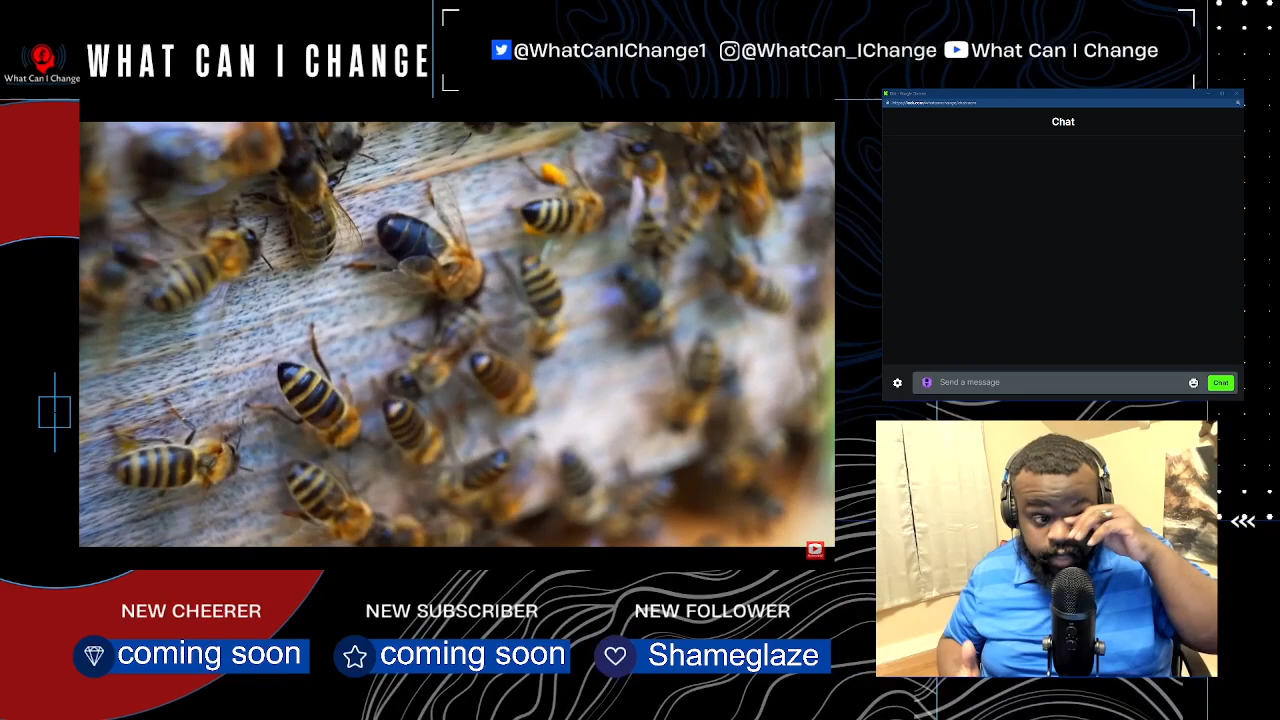 What Can I Change
WHAT CAN I CHANGE
@WhatCanIChange1
@WhatCan_IChange
What Can I Change
Chat
Send a message
Chat
NEW CHEERER
NEW SUBSCRIBER
NEW FOLLOWER
coming soon
coming soon
Shameglaze